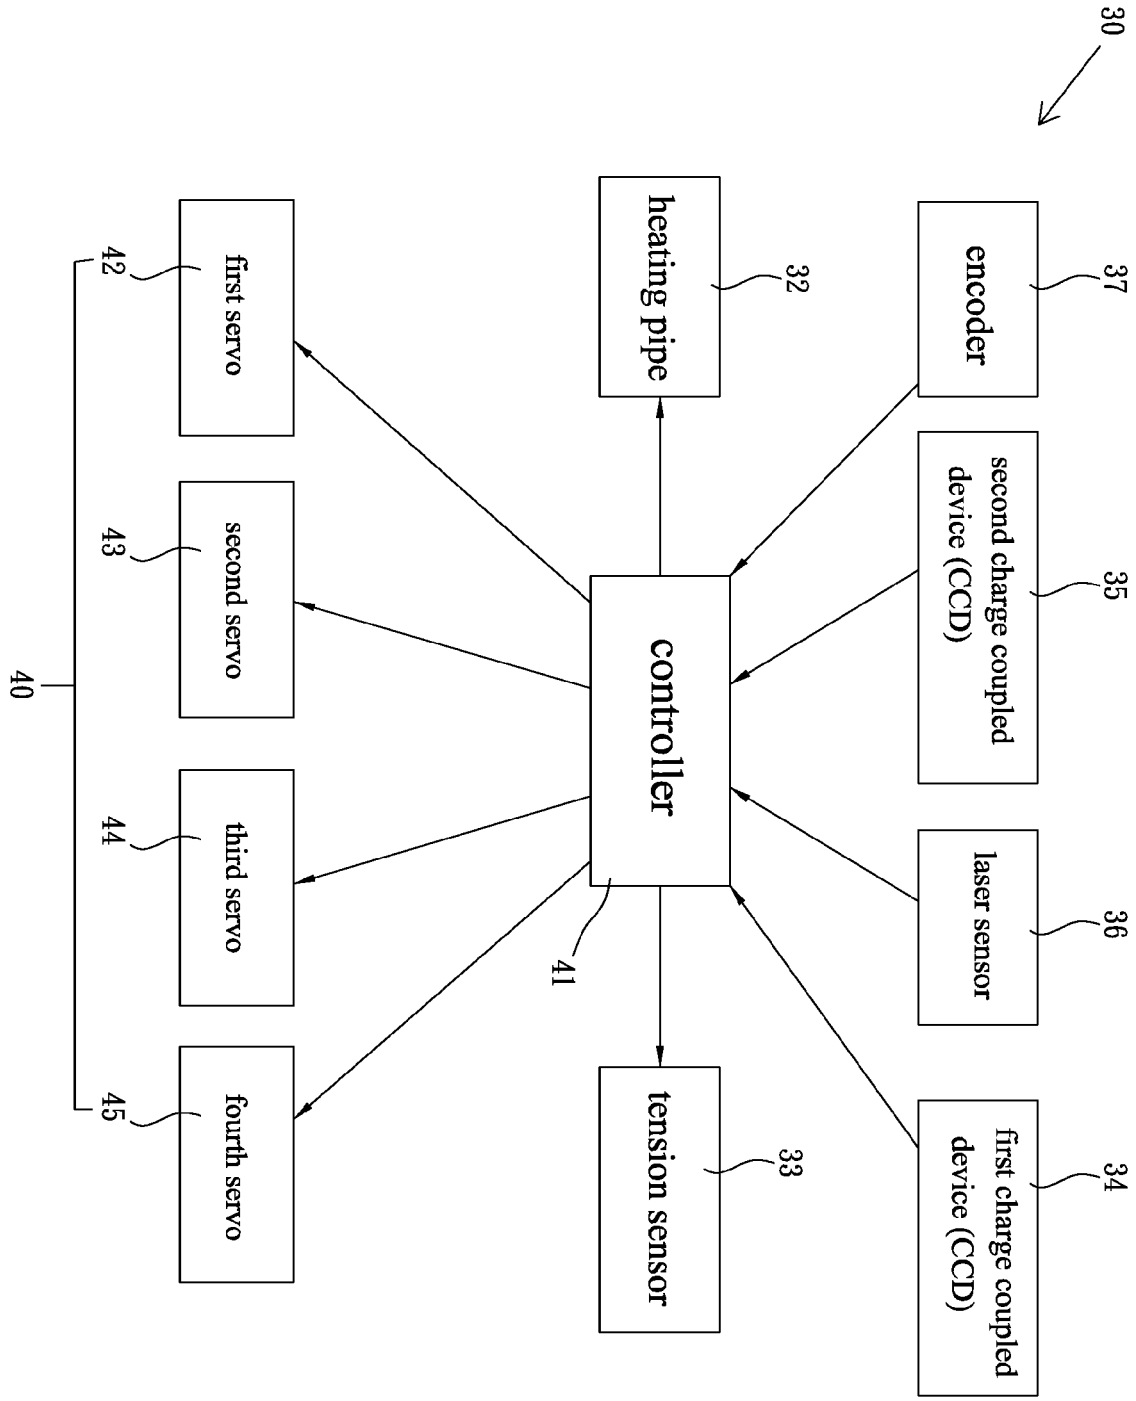 30
37
35
36
34
encoder
second charge coupled
device (CCD)
laser sensor
first charge coupled
device (CCD)
32
33
heating pipe
controller
tension sensor
41
first servo
second servo
third servo
fourth servo
42
43
44
45
40